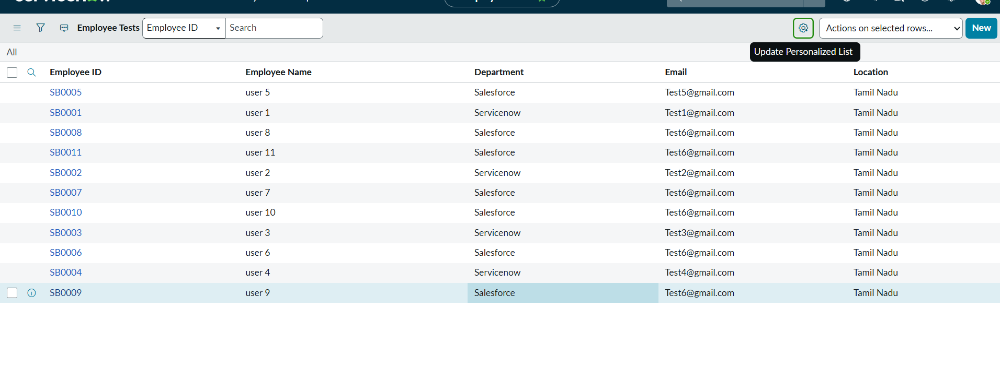 Employee Tests Employee ID Search Actions on selected rows... New
All Update Personalized List
Employee ID Employee Name Department Email Location
SB0005 user 5 Salesforce Test5@gmail.com Tamil Nadu
SB0001 user 1 Servicenow Test1@gmail.com Tamil Nadu
SB0008 user 8 Salesforce Test6@gmail.com Tamil Nadu
SB0011 user 11 Salesforce Test6@gmail.com Tamil Nadu
SB0002 user 2 Servicenow Test2@gmail.com Tamil Nadu
SB0007 user 7 Salesforce Test6@gmail.com Tamil Nadu
SB0010 user 10 Salesforce Test6@gmail.com Tamil Nadu
SB0003 user 3 Servicenow Test3@gmail.com Tamil Nadu
SB0006 user 6 Salesforce Test6@gmail.com Tamil Nadu
SB0004 user 4 Servicenow Test4@gmail.com Tamil Nadu
SB0009 user 9 Salesforce Test6@gmail.com Tamil Nadu